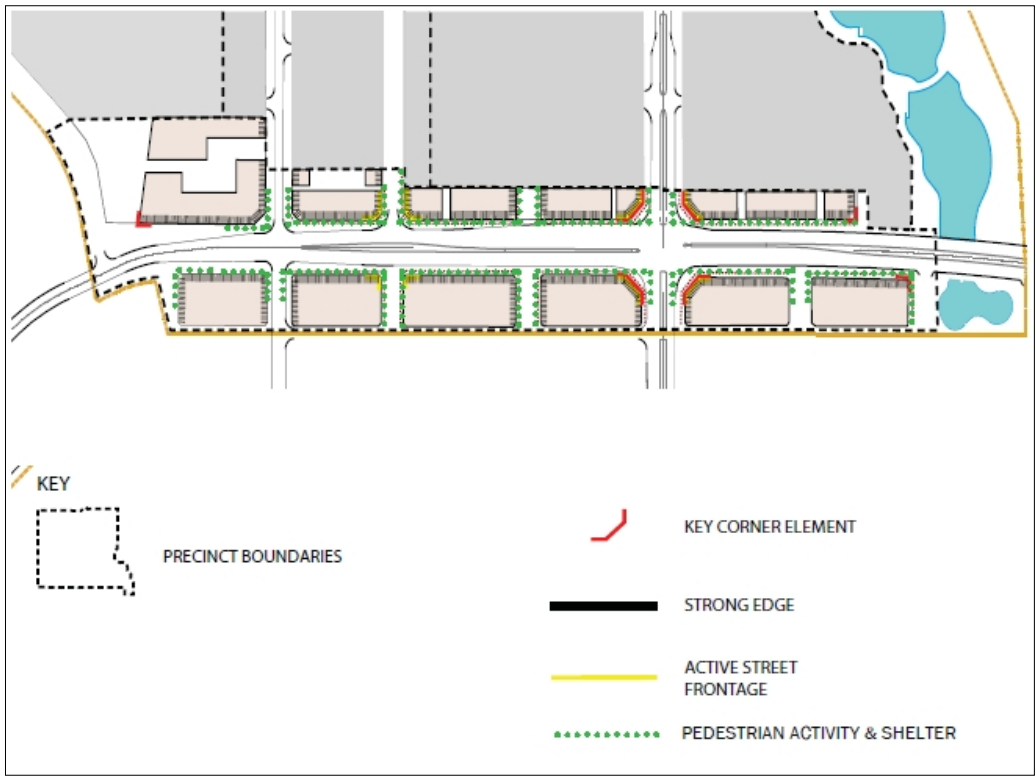 KEY
PRECINCT BOUNDARIES
KEY CORNER ELEMENT
STRONG EDGE
ACTIVE STREET
FRONTAGE
PEDESTRIAN ACTIVITY & SHELTER